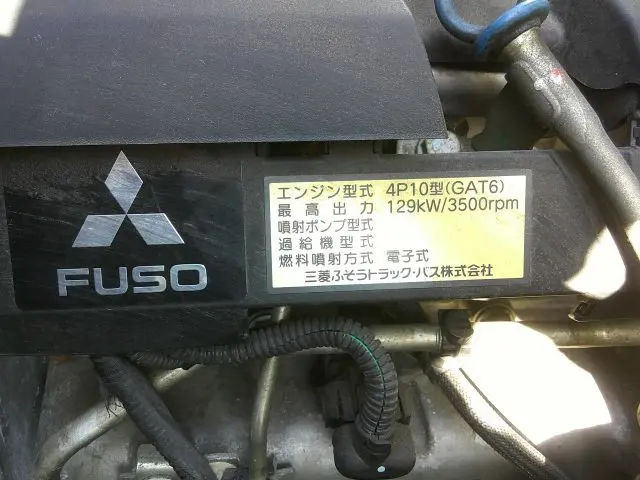 FUSO
エンジン型式 4P10型(GAT6)
最高出力 129kW/3500rpm
噴射ポンプ型式
過給機型式
燃料噴射方式 電子式
三菱ふそうトラック・バス株式会社